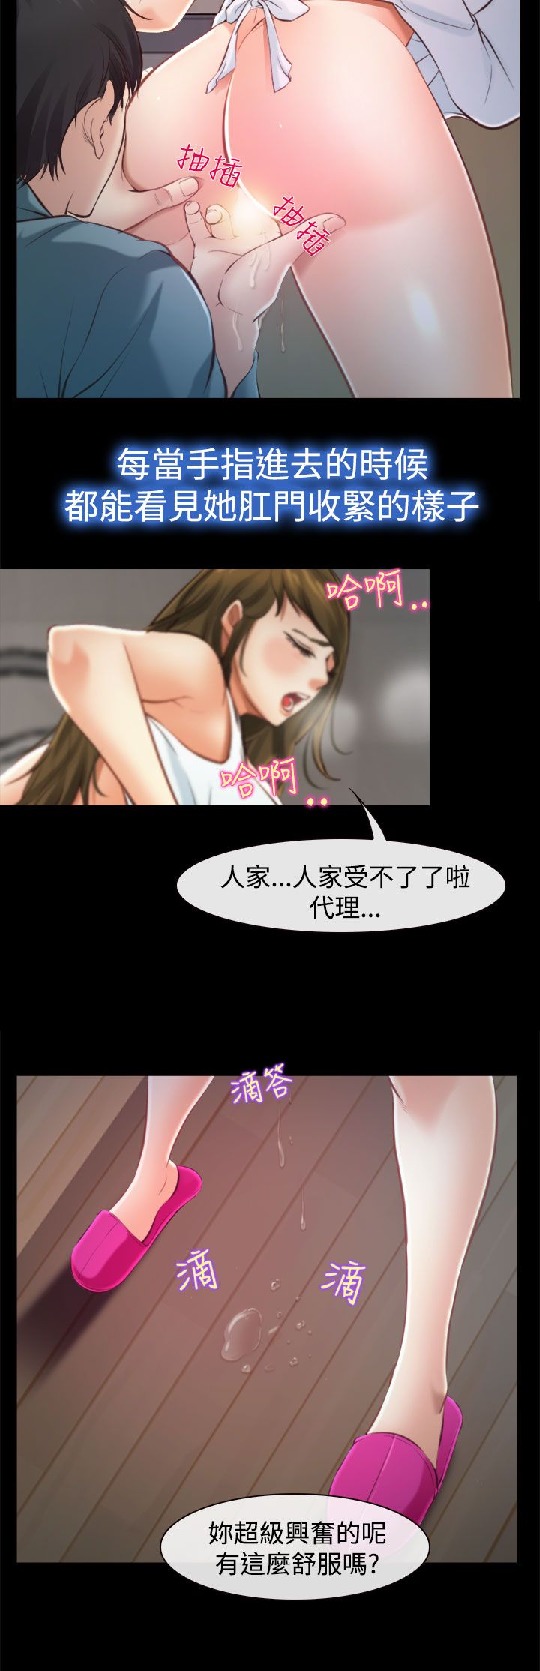 抽插
抽插
每當手指進去的時候
都能看見她肛門收緊的樣子
哈啊..
哈啊..
人家...人家受不了了啦
代理...
滴答
滴
滴
妳超級興奮的呢
有這麼舒服嗎?